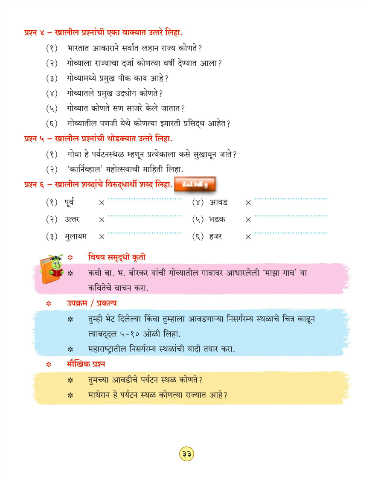 प्रश्न ४ – खालील प्रश्नांची एका वाक्यात उत्तरे लिहा.
(१) भारतात आकाराने सर्वांत लहान राज्य कोणते?
(२) गोव्याला राज्याचा दर्जा कोणत्या वर्षी देण्यात आला?
(३) गोव्यामध्ये प्रमुख पीक काय आहे?
(४) गोव्यातले प्रमुख उद्योग कोणते?
(५) गोव्यात कोणते सण साजरे केले जातात?
(६) गोव्यातील पणजी येथे कोणत्या इमारती प्रसिद्ध आहेत?
प्रश्न ५ – खालील प्रश्नांची थोडक्यात उत्तरे लिहा.
(१) गोवा हे पर्यटनस्थळ म्हणून प्रत्येकाला कसे सुखावून जाते?
(२) 'कार्निव्हाल' महोत्सवाची माहिती लिहा.
प्रश्न ६ – खालील शब्दांचे विरुद्धार्थी शब्द लिहा.
(१) पूर्व × (४) आवड ×
(२) उत्तर × (५) भडक ×
(३) मुलायम × (६) हजर ×
विषय समृद्धी कृती
कवी बा. भ. बोरकर यांची गोव्यातील गावावर आधारलेली 'माझा गाव' या
कवितेचे वाचन करा.
उपक्रम / प्रकल्प
तुम्ही भेट दिलेल्या किंवा तुम्हाला आवडणाऱ्या निसर्गरम्य स्थळाचे चित्र काढून
त्याबद्दल ५-१० ओळी लिहा.
महाराष्ट्रातील निसर्गरम्य स्थळांची यादी तयार करा.
मौखिक प्रश्न
तुमच्या आवडीचे पर्यटन स्थळ कोणते?
माथेरान हे पर्यटन स्थळ कोणत्या राज्यात आहे?
३३